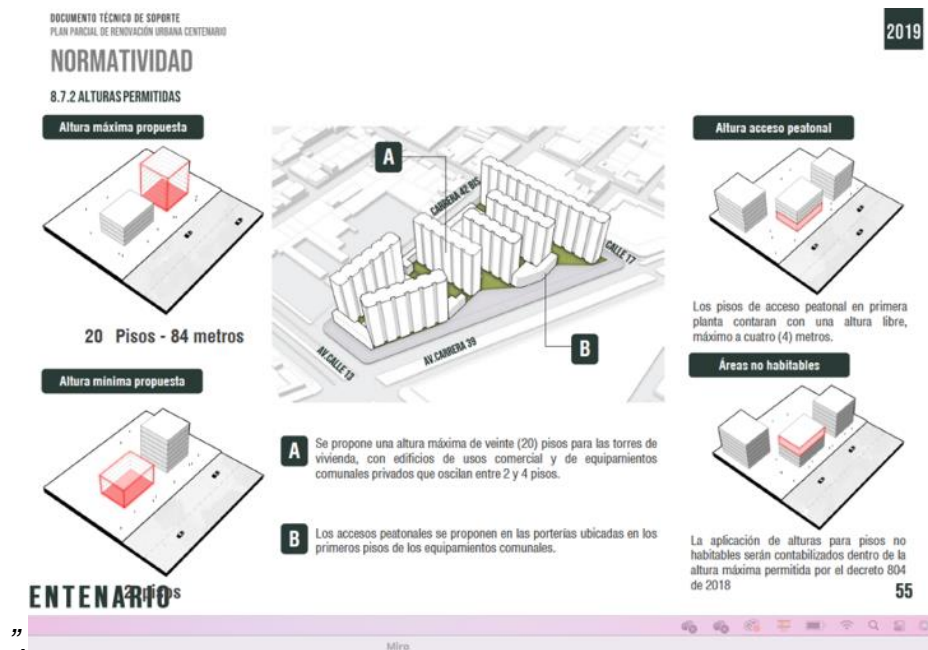 DOCUMENTO TÉCNICO DE SOPORTE
PLAN PARCIAL DE RENOVACIÓN URBANA CENTENARIO
2019
NORMATIVIDAD
8.7.2 ALTURAS PERMITIDAS
Altura máxima propuesta
20 Pisos - 84 metros
Altura minima propuesta
2 pisos
A
CARRERA 42 BIS
CALLE 17
AV.CALLE 13
AV.CARRERA 39
B
A
Se propone una altura máxima de veinte (20) pisos para las torres de
vivienda, con edificios de usos comercial y de equipamientos
comunales privados que oscilan entre 2 y 4 pisos.
B
Los accesos peatonales se proponen en las porterías ubicadas en los
primeros pisos de los equipamientos comunales.
Altura acceso peatonal
Los pisos de acceso peatonal en primera
planta contaran con una altura libre,
máximo a cuatro (4) metros.
Áreas no habitables
La aplicación de alturas para pisos no
habitables serán contabilizados dentro de la
altura máxima permitida por el decreto 804
de 2018
ENTENARIO
55
”
Miro